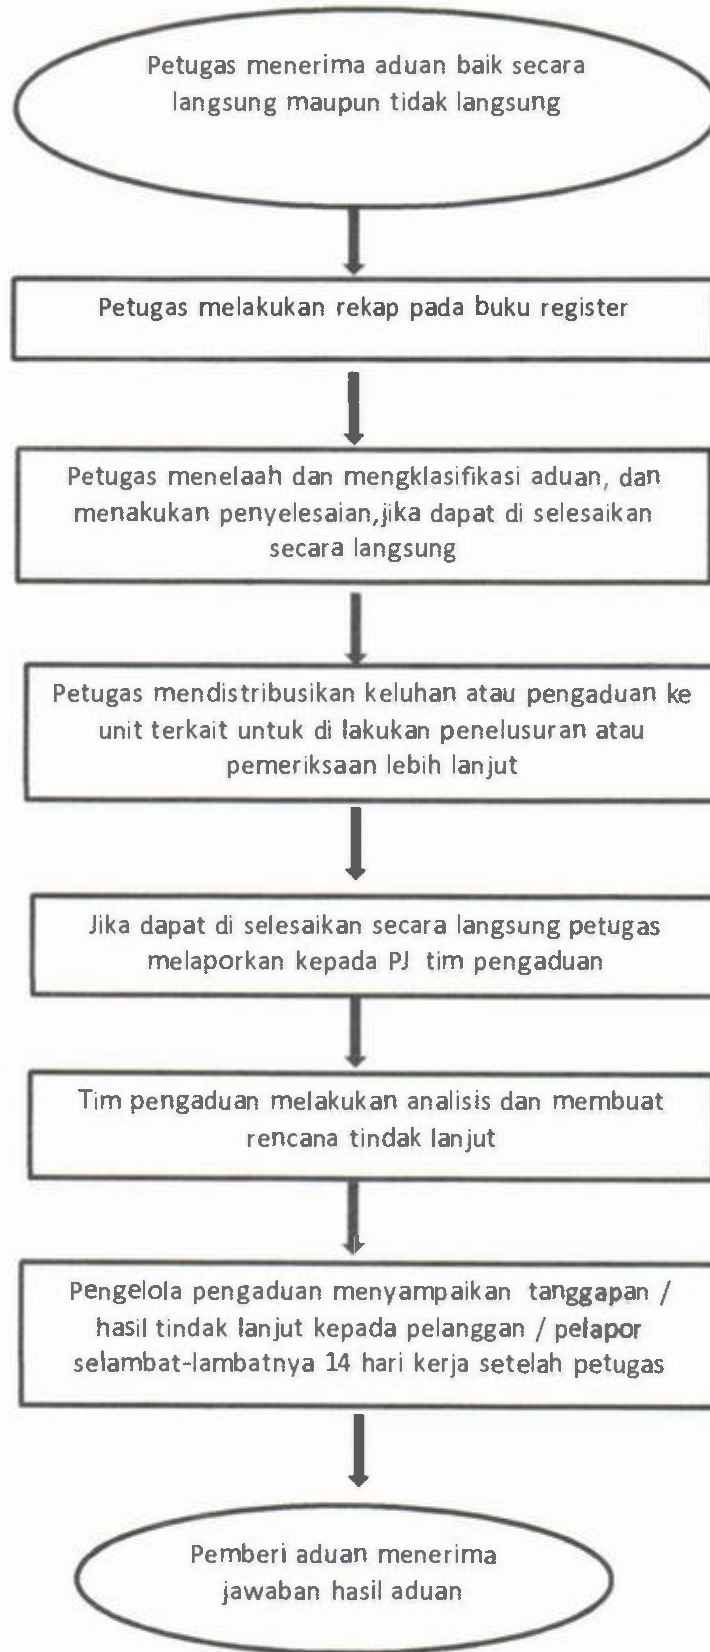 Petugas menerima aduan baik secara
langsung maupun tidak langsung
Petugas melakukan rekap pada buku register
Petugas menelaah dan mengklasifikasi aduan, dan
menakukan penyelesaian,jika dapat di selesaikan
secara langsung
Petugas mendistribusikan keluhan atau pengaduan ke
unit terkait untuk di lakukan penelusuran atau
pemeriksaan lebih lanjut
Jika dapat di selesaikan secara langsung petugas
melaporkan kepada PJ tim pengaduan
Tim pengaduan melakukan analisis dan membuat
rencana tindak lanjut
Pengelola pengaduan menyampaikan tanggapan /
hasil tindak lanjut kepada pelanggan / pelapor
selambat-lambatnya 14 hari kerja setelah petugas
Pemberi aduan menerima
jawaban hasil aduan